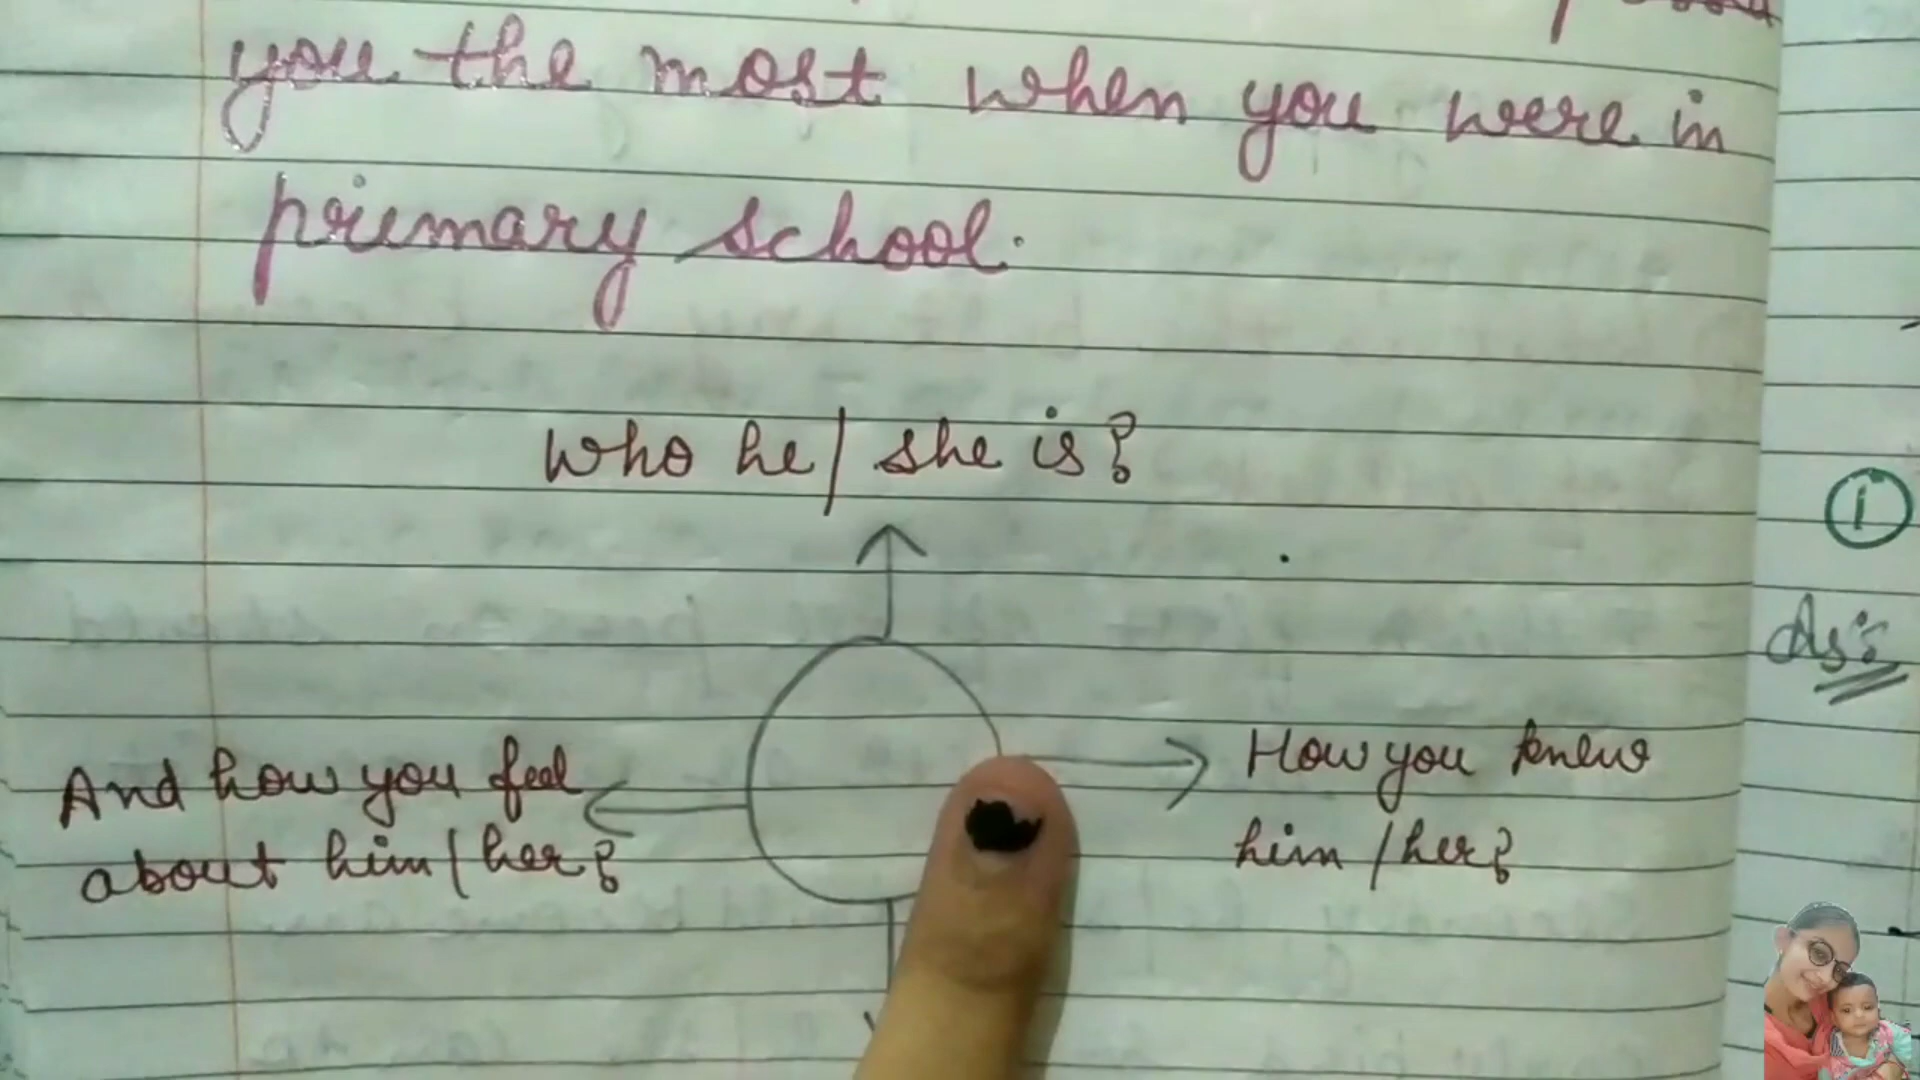 you the most when you were in
primary school.
Who he/she is?
And how you feel
about him/her?
How you knew
him/her?
1
Ans: